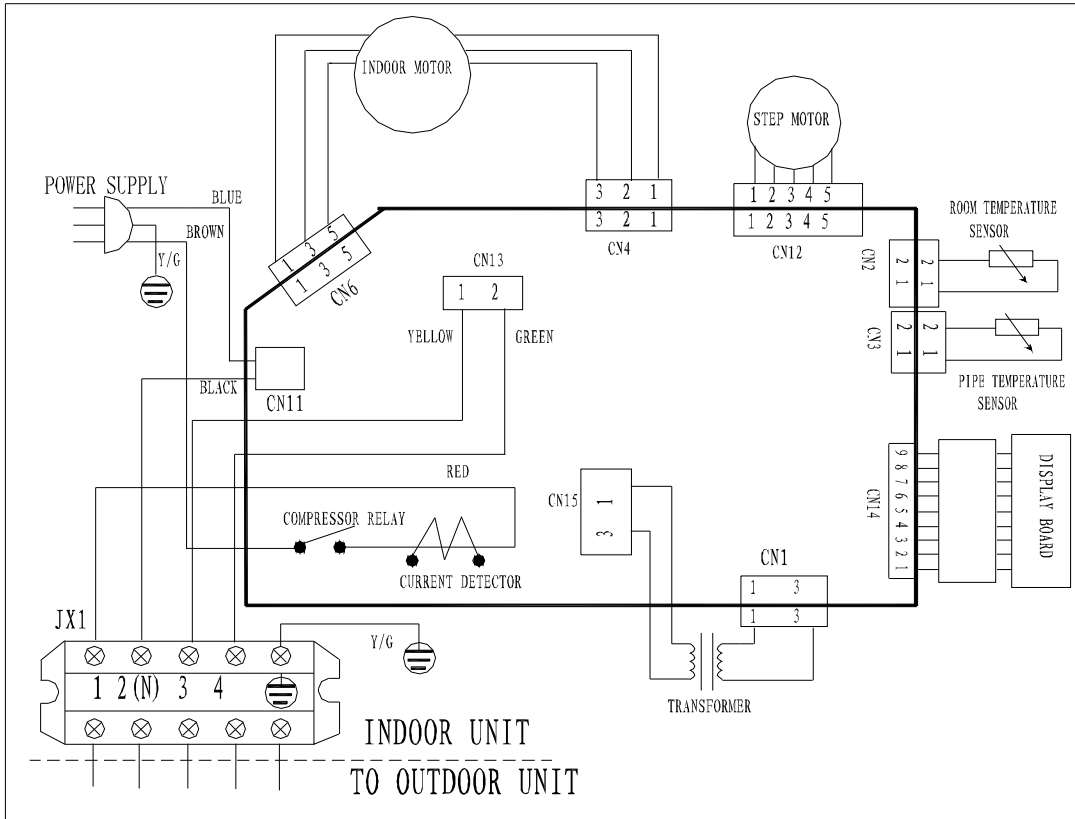 INDOOR MOTOR
STEP MOTOR
POWER SUPPLY
BLUE
BROWN
Y/G
1 3 5
1 3 5
CN6
3 2 1
3 2 1
CN4
1 2 3 4 5
1 2 3 4 5
CN12
ROOM TEMPERATURE
SENSOR
CN2
2 1
2 1
CN3
2 1
2 1
PIPE TEMPERATURE
SENSOR
CN13
1 2
YELLOW
GREEN
BLACK
CN11
RED
COMPRESSOR RELAY
CURRENT DETECTOR
CN15
1
3
CN14
9 8 7 6 5 4 3 2 1
DISPLAY BOARD
CN1
1 3
1 3
TRANSFORMER
JX1
Y/G
1 2(N) 3 4
INDOOR UNIT
TO OUTDOOR UNIT